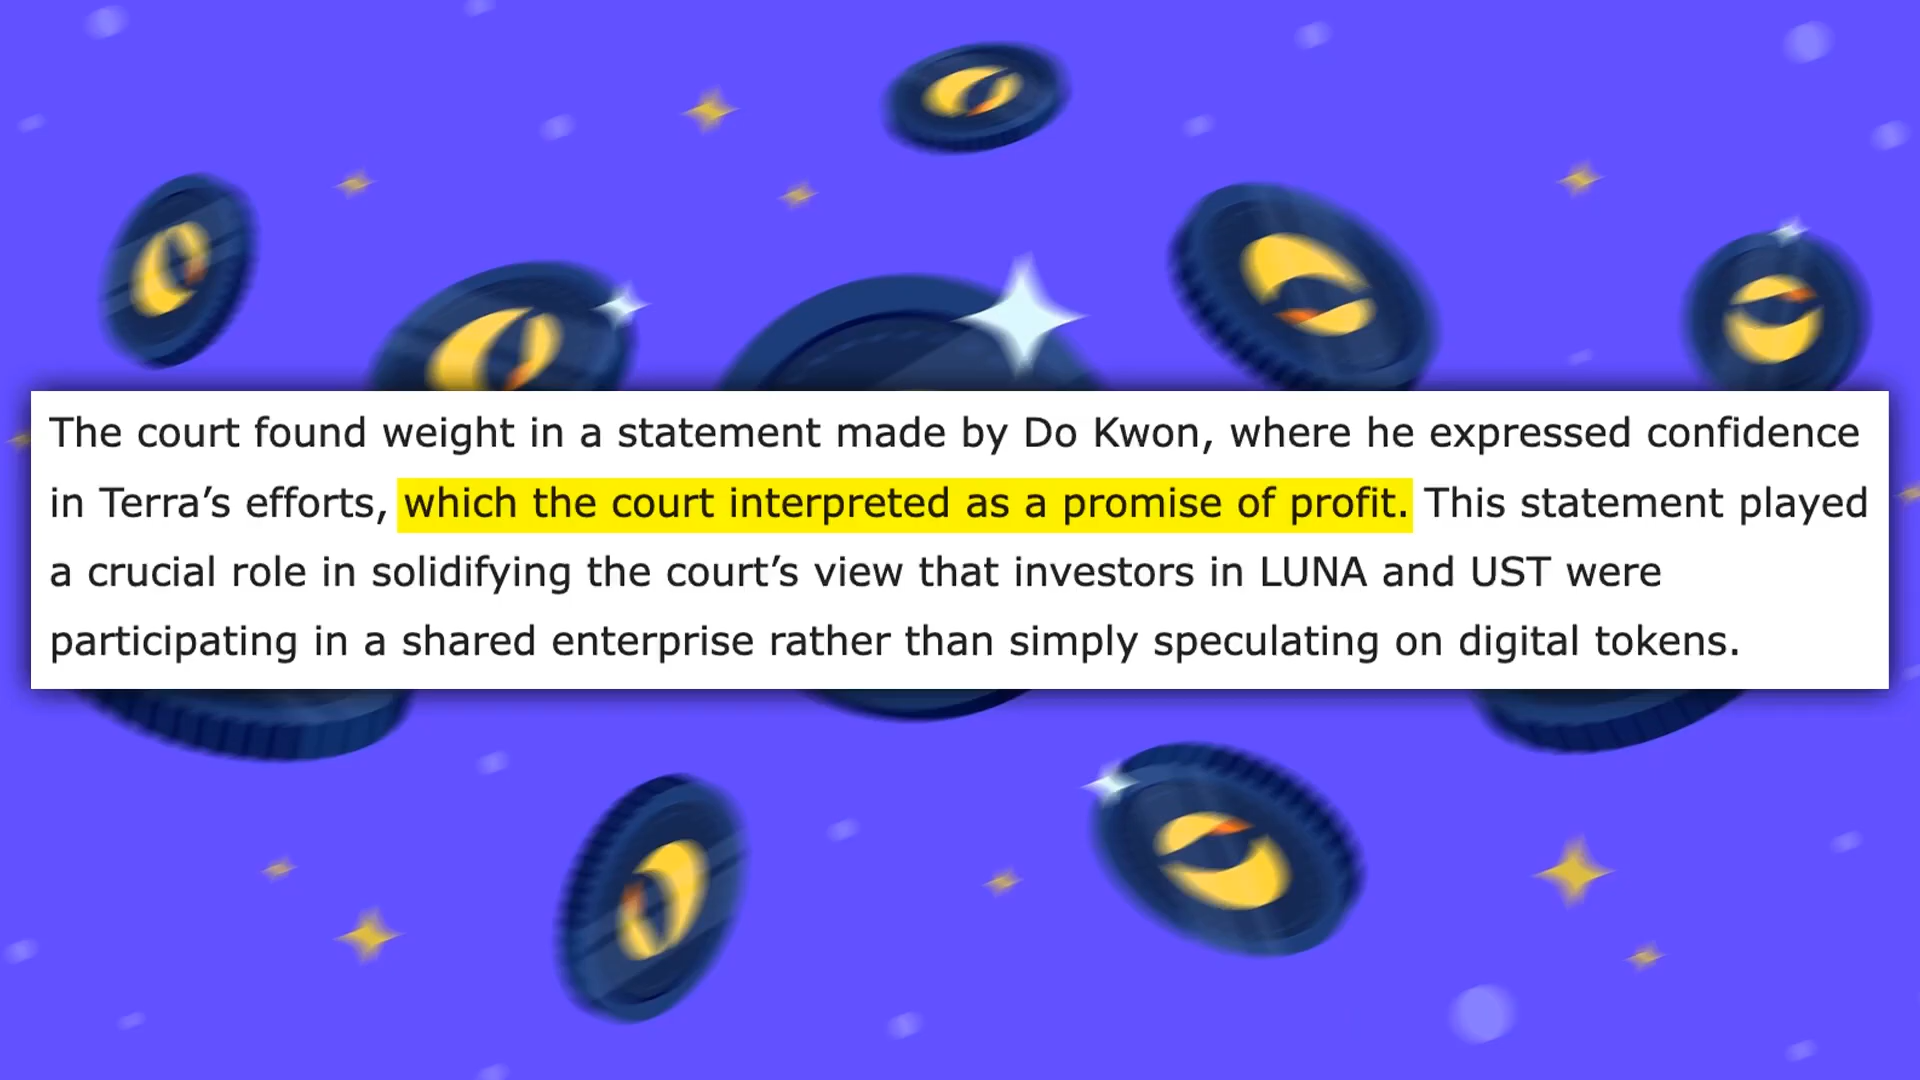 The court found weight in a statement made by Do Kwon, where he expressed confidence
in Terra’s efforts, which the court interpreted as a promise of profit. This statement played
a crucial role in solidifying the court’s view that investors in LUNA and UST were
participating in a shared enterprise rather than simply speculating on digital tokens.